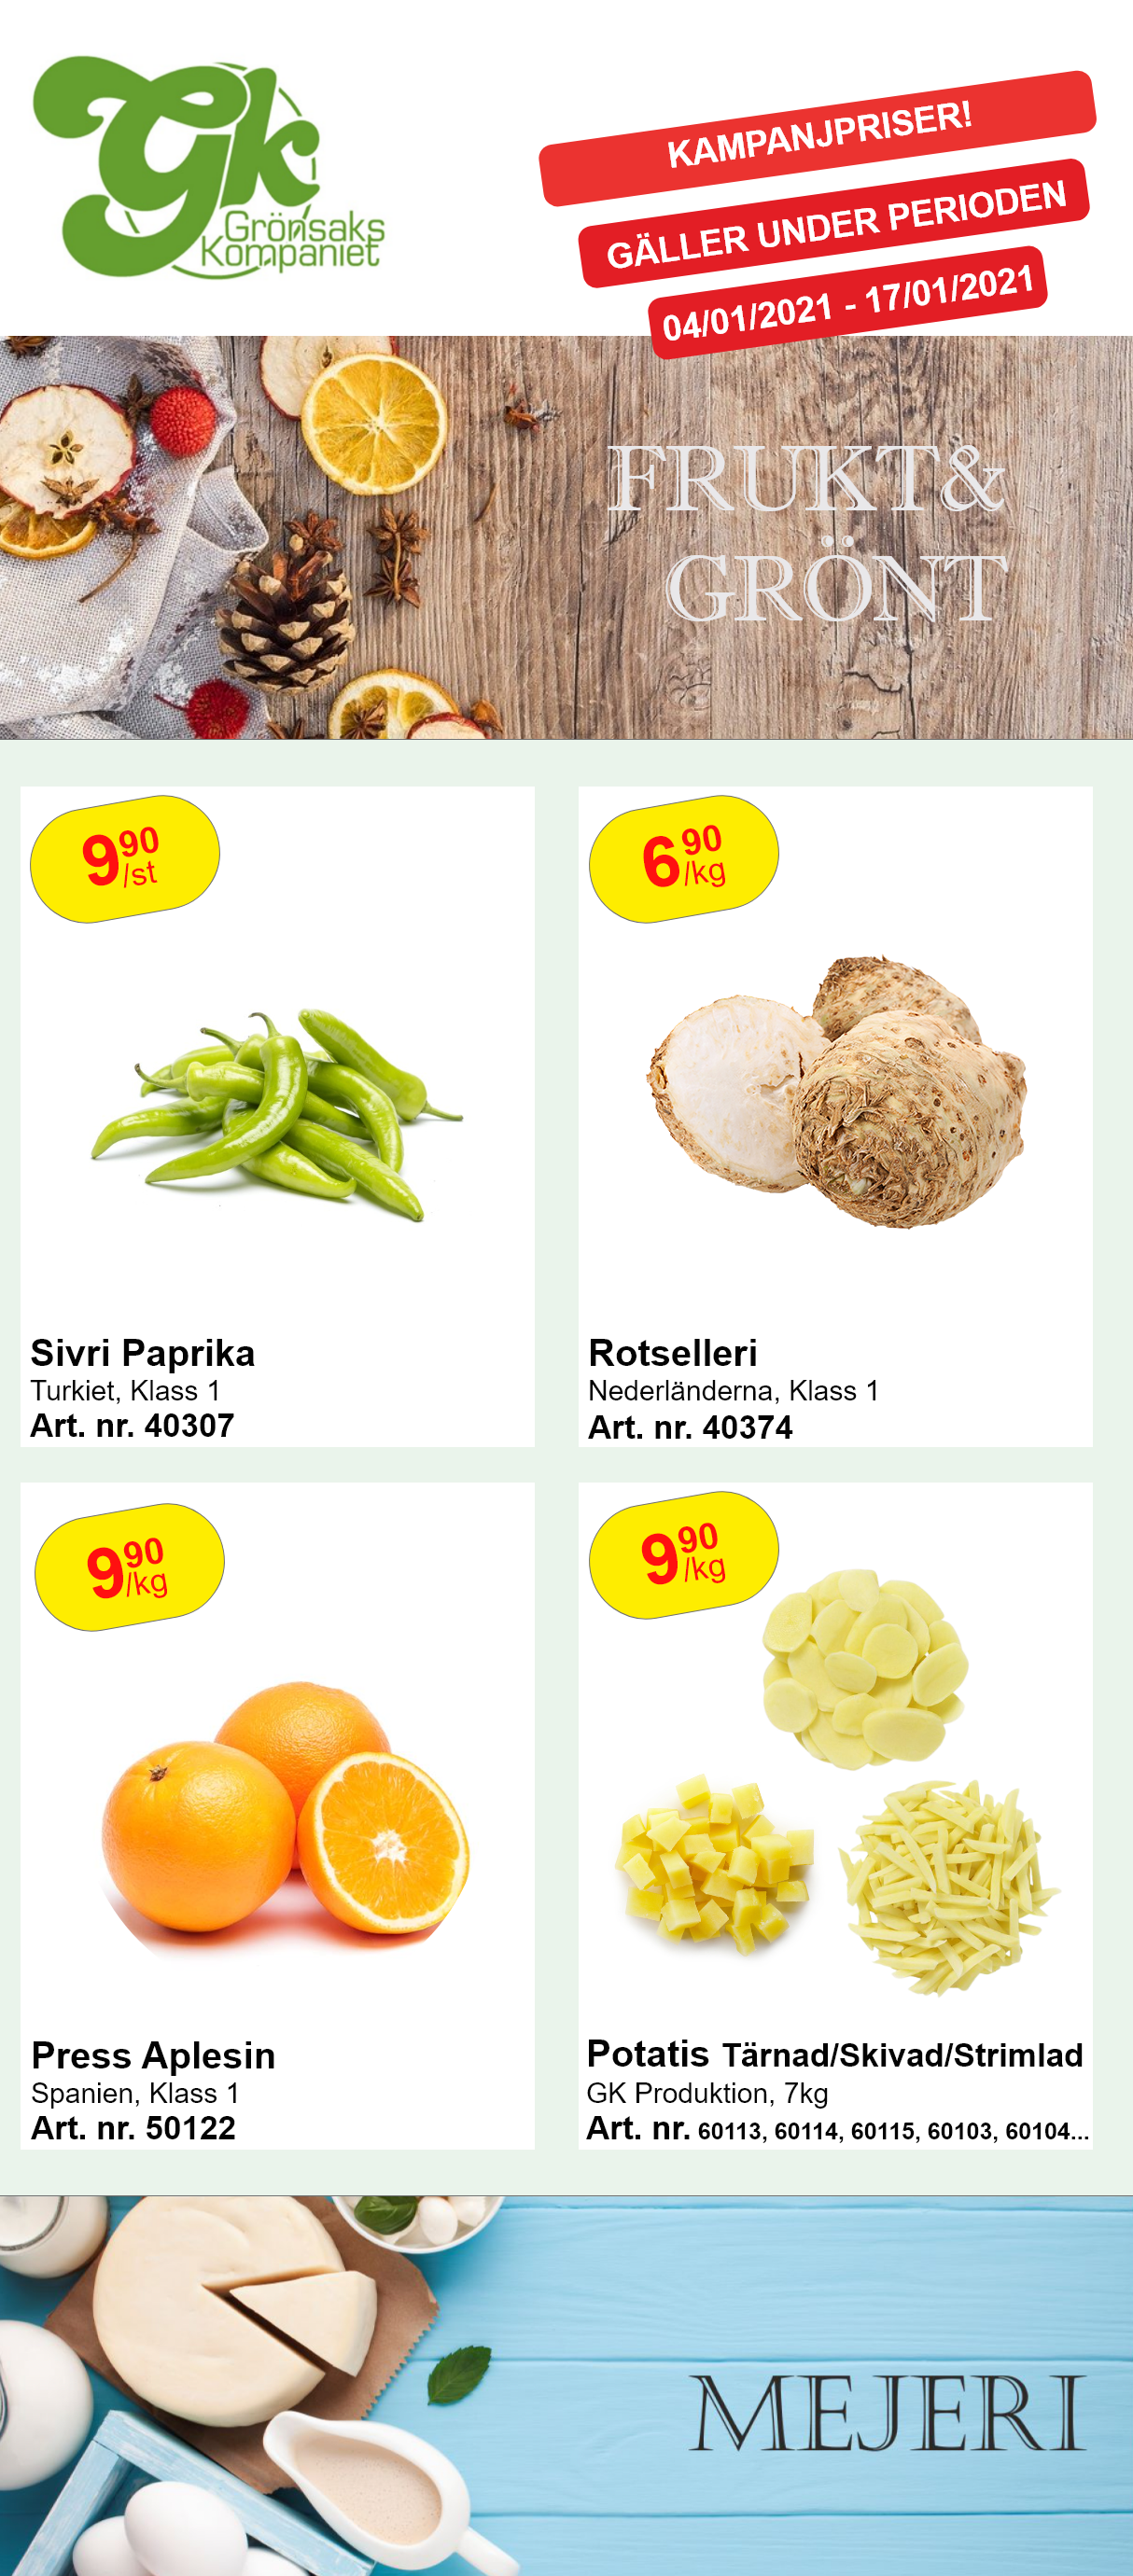 Gk
Grönsaks
Kompaniet
KAMPANJPRISER!
GÄLLER UNDER PERIODEN
04/01/2021 - 17/01/2021
FRUKT&
GRÖNT
9 90 /st
6 90 /kg
Sivri Paprika
Turkiet, Klass 1
Art. nr. 40307
Rotselleri
Nederländerna, Klass 1
Art. nr. 40374
9 90 /kg
9 90 /kg
Press Aplesin
Spanien, Klass 1
Art. nr. 50122
Potatis Tärnad/Skivad/Strimlad
GK Produktion, 7kg
Art. nr. 60113, 60114, 60115, 60103, 60104...
MEJERI